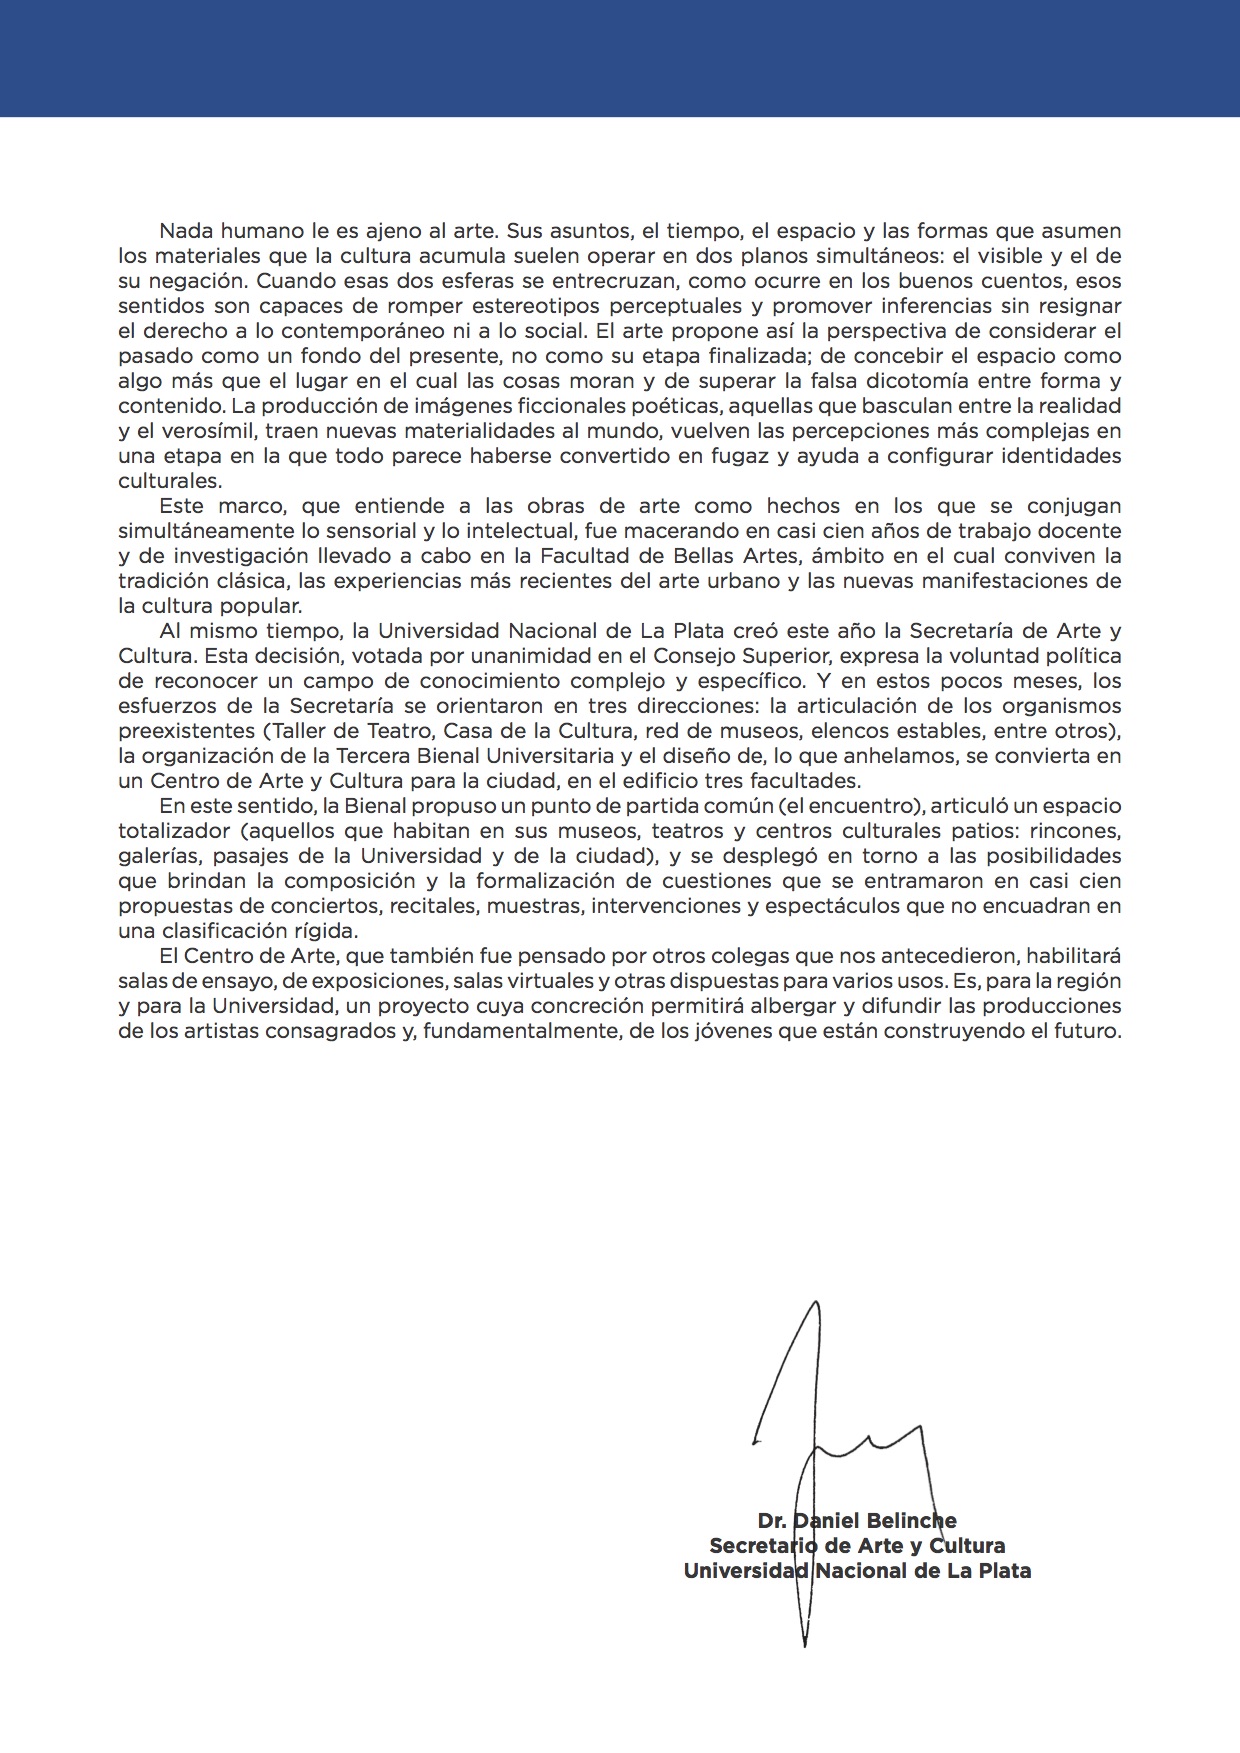 Nada humano le es ajeno al arte. Sus asuntos, el tiempo, el espacio y las formas que asumen
los materiales que la cultura acumula suelen operar en dos planos simultáneos: el visible y el de
su negación. Cuando esas dos esferas se entrecruzan, como ocurre en los buenos cuentos, esos
sentidos son capaces de romper estereotipos perceptuales y promover inferencias sin resignar
el derecho a lo contemporáneo ni a lo social. El arte propone así la perspectiva de considerar el
pasado como un fondo del presente, no como su etapa finalizada; de concebir el espacio como
algo más que el lugar en el cual las cosas moran y de superar la falsa dicotomía entre forma y
contenido. La producción de imágenes ficcionales poéticas, aquellas que basculan entre la realidad
y el verosímil, traen nuevas materialidades al mundo, vuelven las percepciones más complejas en
una etapa en la que todo parece haberse convertido en fugaz y ayuda a configurar identidades
culturales.
Este marco, que entiende a las obras de arte como hechos en los que se conjugan
simultáneamente lo sensorial y lo intelectual, fue macerando en casi cien años de trabajo docente
y de investigación llevado a cabo en la Facultad de Bellas Artes, ámbito en el cual conviven la
tradición clásica, las experiencias más recientes del arte urbano y las nuevas manifestaciones de
la cultura popular.
Al mismo tiempo, la Universidad Nacional de La Plata creó este año la Secretaría de Arte y
Cultura. Esta decisión, votada por unanimidad en el Consejo Superior, expresa la voluntad política
de reconocer un campo de conocimiento complejo y específico. Y en estos pocos meses, los
esfuerzos de la Secretaría se orientaron en tres direcciones: la articulación de los organismos
preexistentes (Taller de Teatro, Casa de la Cultura, red de museos, elencos estables, entre otros),
la organización de la Tercera Bienal Universitaria y el diseño de, lo que anhelamos, se convierta en
un Centro de Arte y Cultura para la ciudad, en el edificio tres facultades.
En este sentido, la Bienal propuso un punto de partida común (el encuentro), articuló un espacio
totalizador (aquellos que habitan en sus museos, teatros y centros culturales patios: rincones,
galerías, pasajes de la Universidad y de la ciudad), y se desplegó en torno a las posibilidades
que brindan la composición y la formalización de cuestiones que se entramaron en casi cien
propuestas de conciertos, recitales, muestras, intervenciones y espectáculos que no encuadran en
una clasificación rígida.
El Centro de Arte, que también fue pensado por otros colegas que nos antecedieron, habilitará
salas de ensayo, de exposiciones, salas virtuales y otras dispuestas para varios usos. Es, para la región
y para la Universidad, un proyecto cuya concreción permitirá albergar y difundir las producciones
de los artistas consagrados y, fundamentalmente, de los jóvenes que están construyendo el futuro.
Dr. Daniel Belinche
Secretario de Arte y Cultura
Universidad Nacional de La Plata